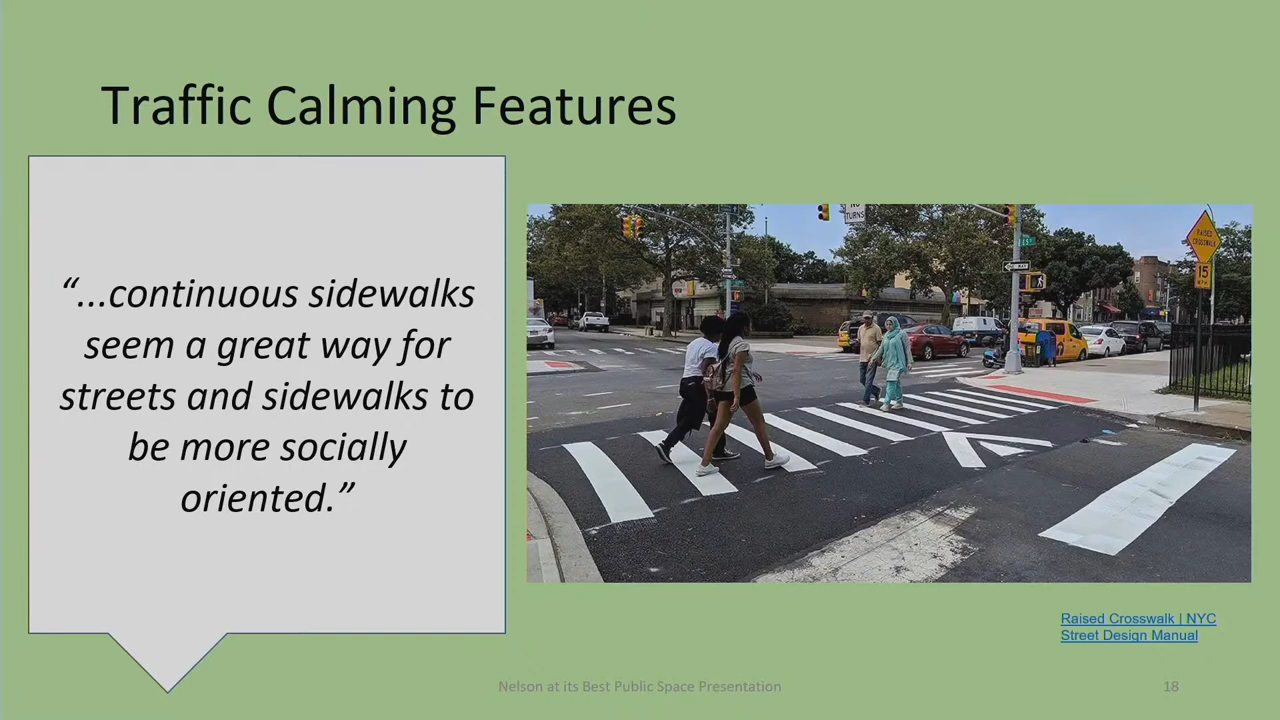 Traffic Calming Features
“...continuous sidewalks
seem a great way for
streets and sidewalks to
be more socially
oriented.”
TURNS
RAISED
CROSSWALK
15
MPH
Raised Crosswalk | NYC
Street Design Manual
Nelson at its Best Public Space Presentation
18